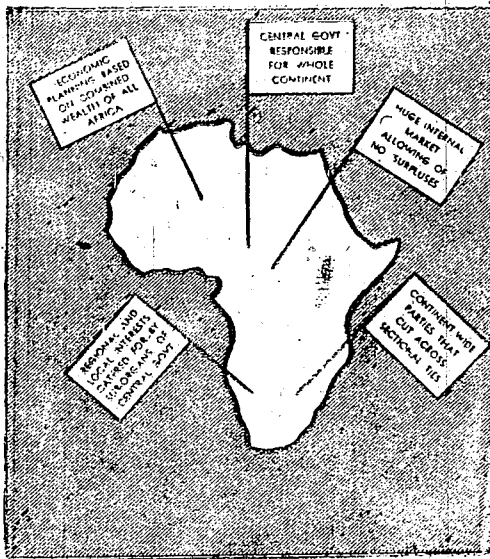 CENTRAL GOVT
RESPONSIBLE
FOR WHOLE
CONTINENT
ECONOMIC
PLANNING BASED
ON COMBINED
WEALTH OF ALL
AFRICA
HUGE INTERNAL
MARKET
ALLOWING OF
NO SURPLUSES
REGIONAL AND
LOCAL INTERESTS
CATERED FOR BY
SUB-ORGANS OF
CENTRAL GOVT
CONTINENT WIDE
PARTIES THAT
CUT ACROSS
SECTIONAL TIES